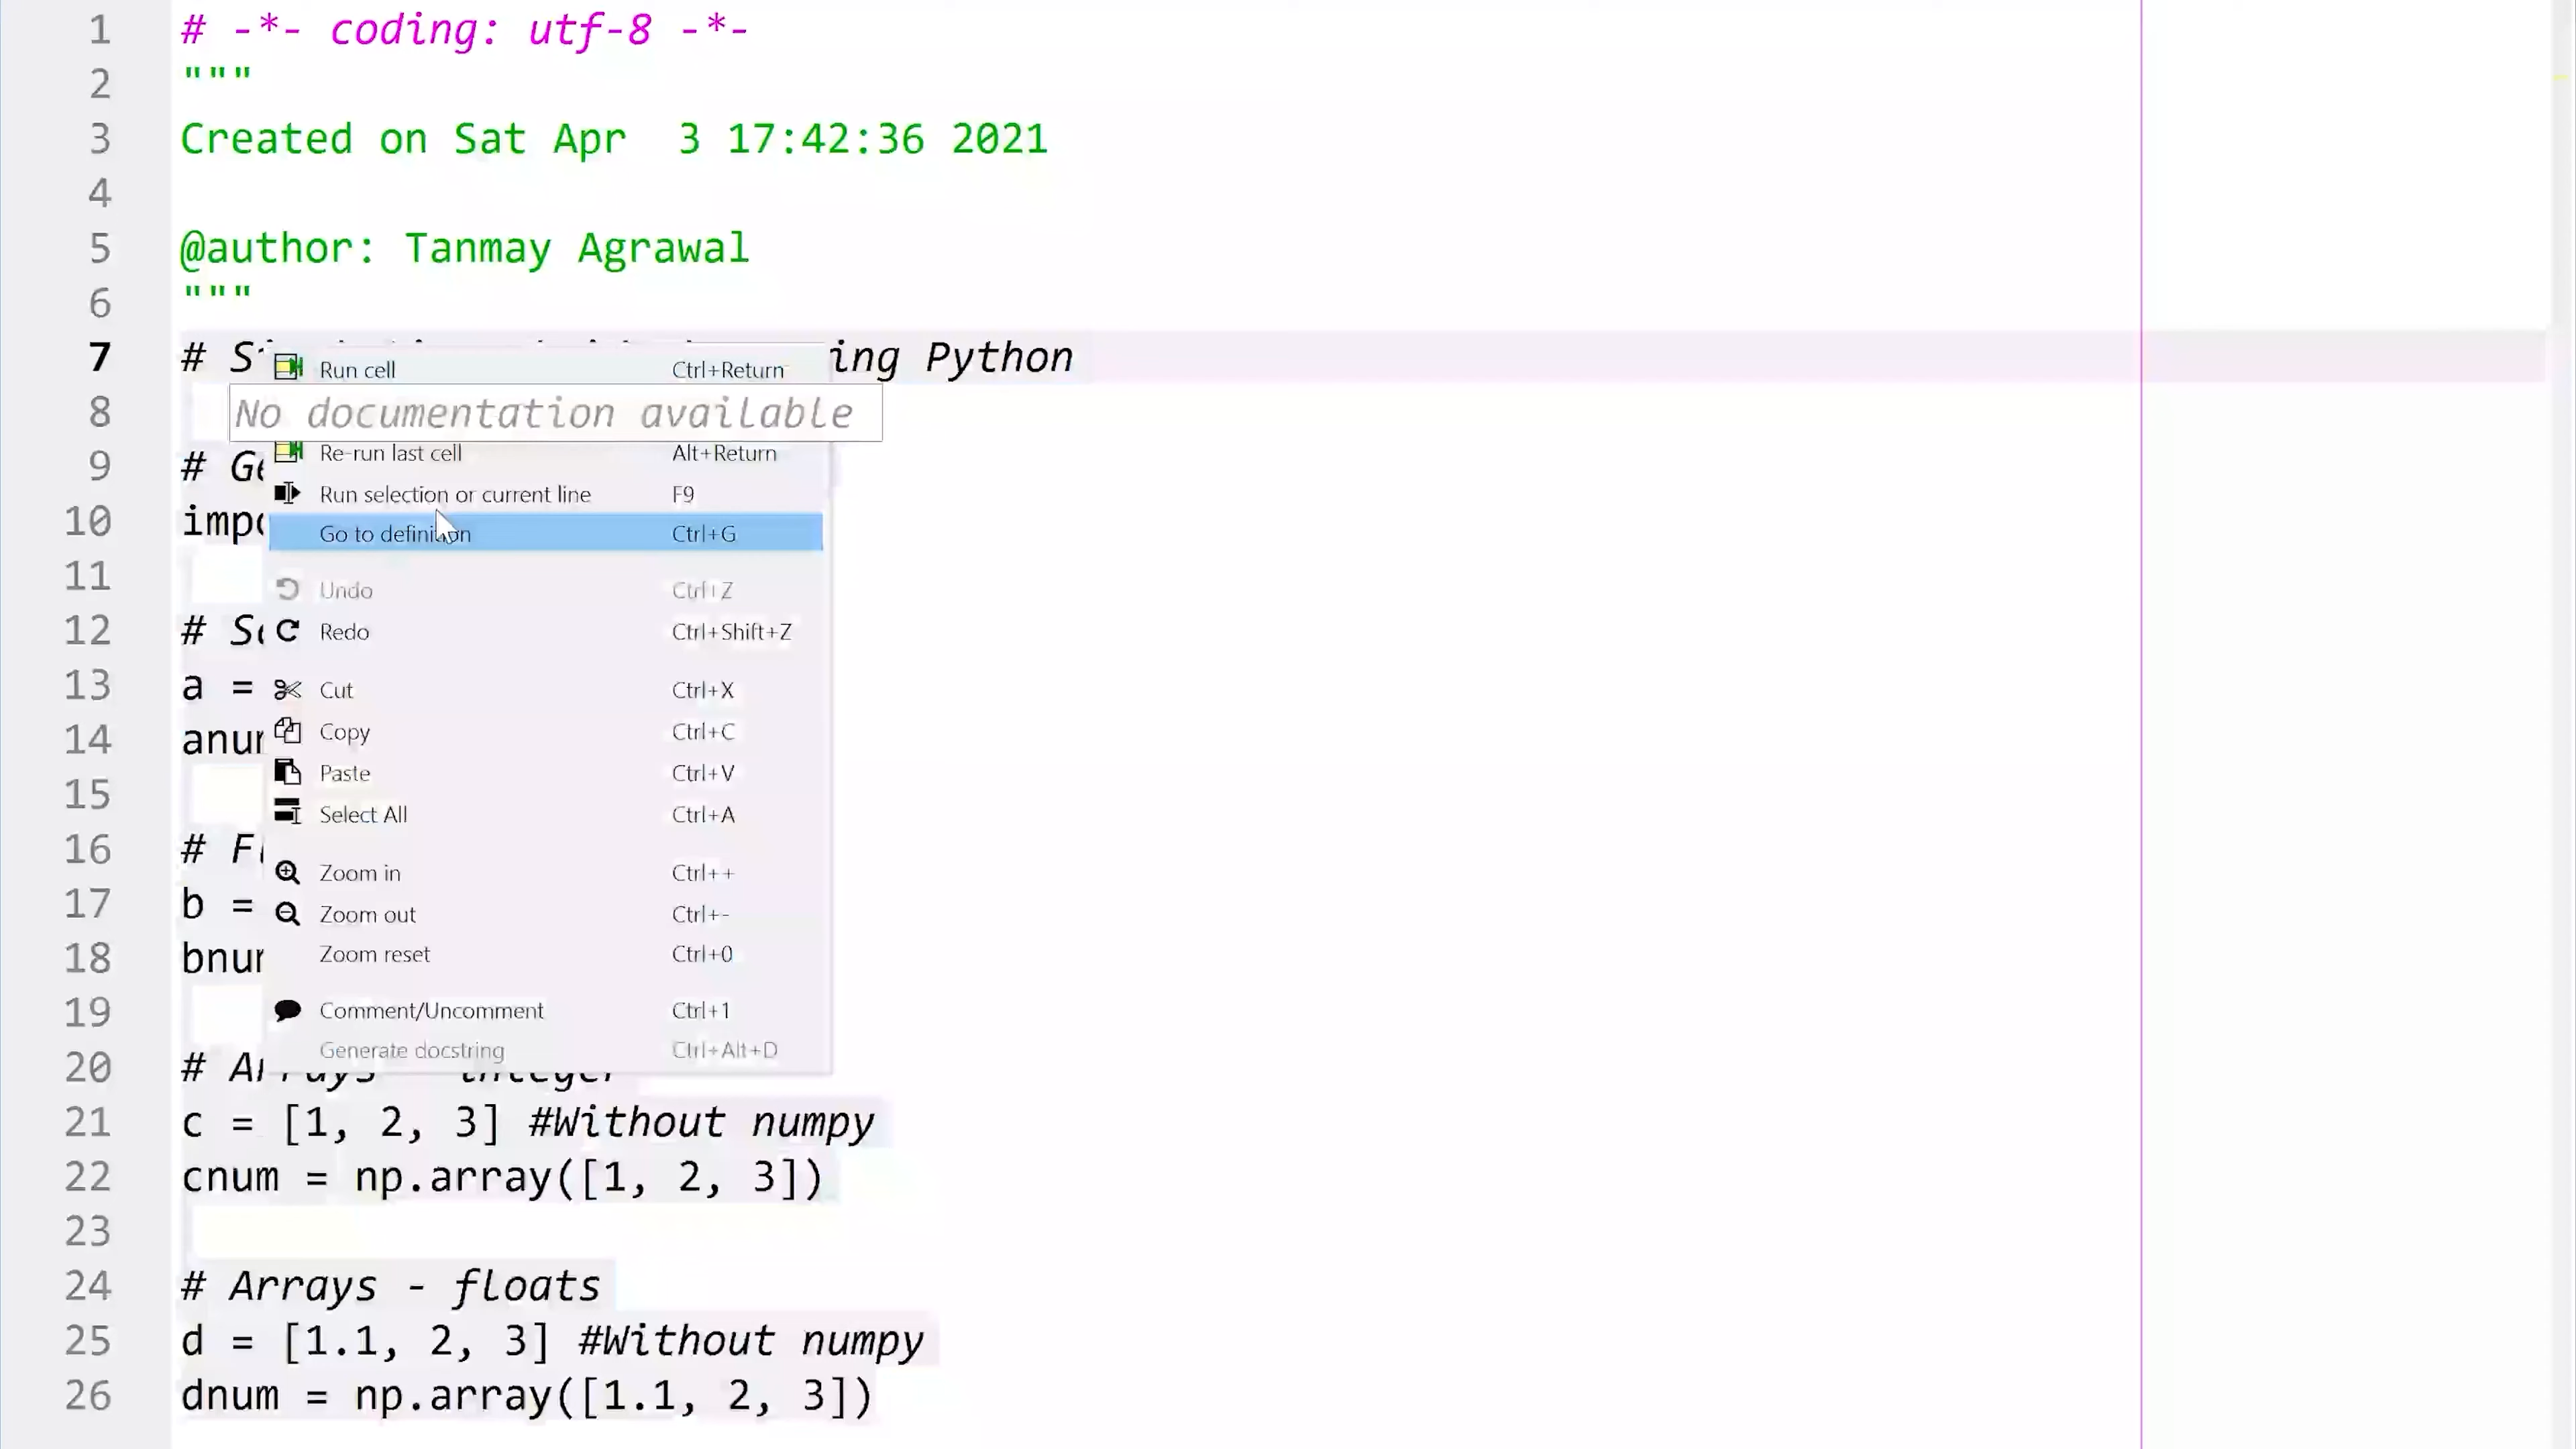 1 # -*- coding: utf-8 -*-
2 """
3 Created on Sat Apr  3 17:42:36 2021
4
5 @author: Tanmay Agrawal
6 """
7 # ing Python
Run cell Ctrl+Return
8
No documentation available
Re-run last cell Alt+Return
9 #
Run selection or current line F9
10
Go to definition Ctrl+G
11
Undo Ctrl+Z
12 #
Redo Ctrl+Shift+Z
13 a =
Cut Ctrl+X
14
Copy Ctrl+C
Paste Ctrl+V
15
Select All Ctrl+A
16 #
Zoom in Ctrl++
17 b =
Zoom out Ctrl+-
18
Zoom reset Ctrl+0
19
Comment/Uncomment Ctrl+1
Generate docstring Ctrl+Alt+D
20 # Arrays - integer
21 c = [1, 2, 3] #Without numpy
22 cnum = np.array([1, 2, 3])
23
24 # Arrays - floats
25 d = [1.1, 2, 3] #Without numpy
26 dnum = np.array([1.1, 2, 3])